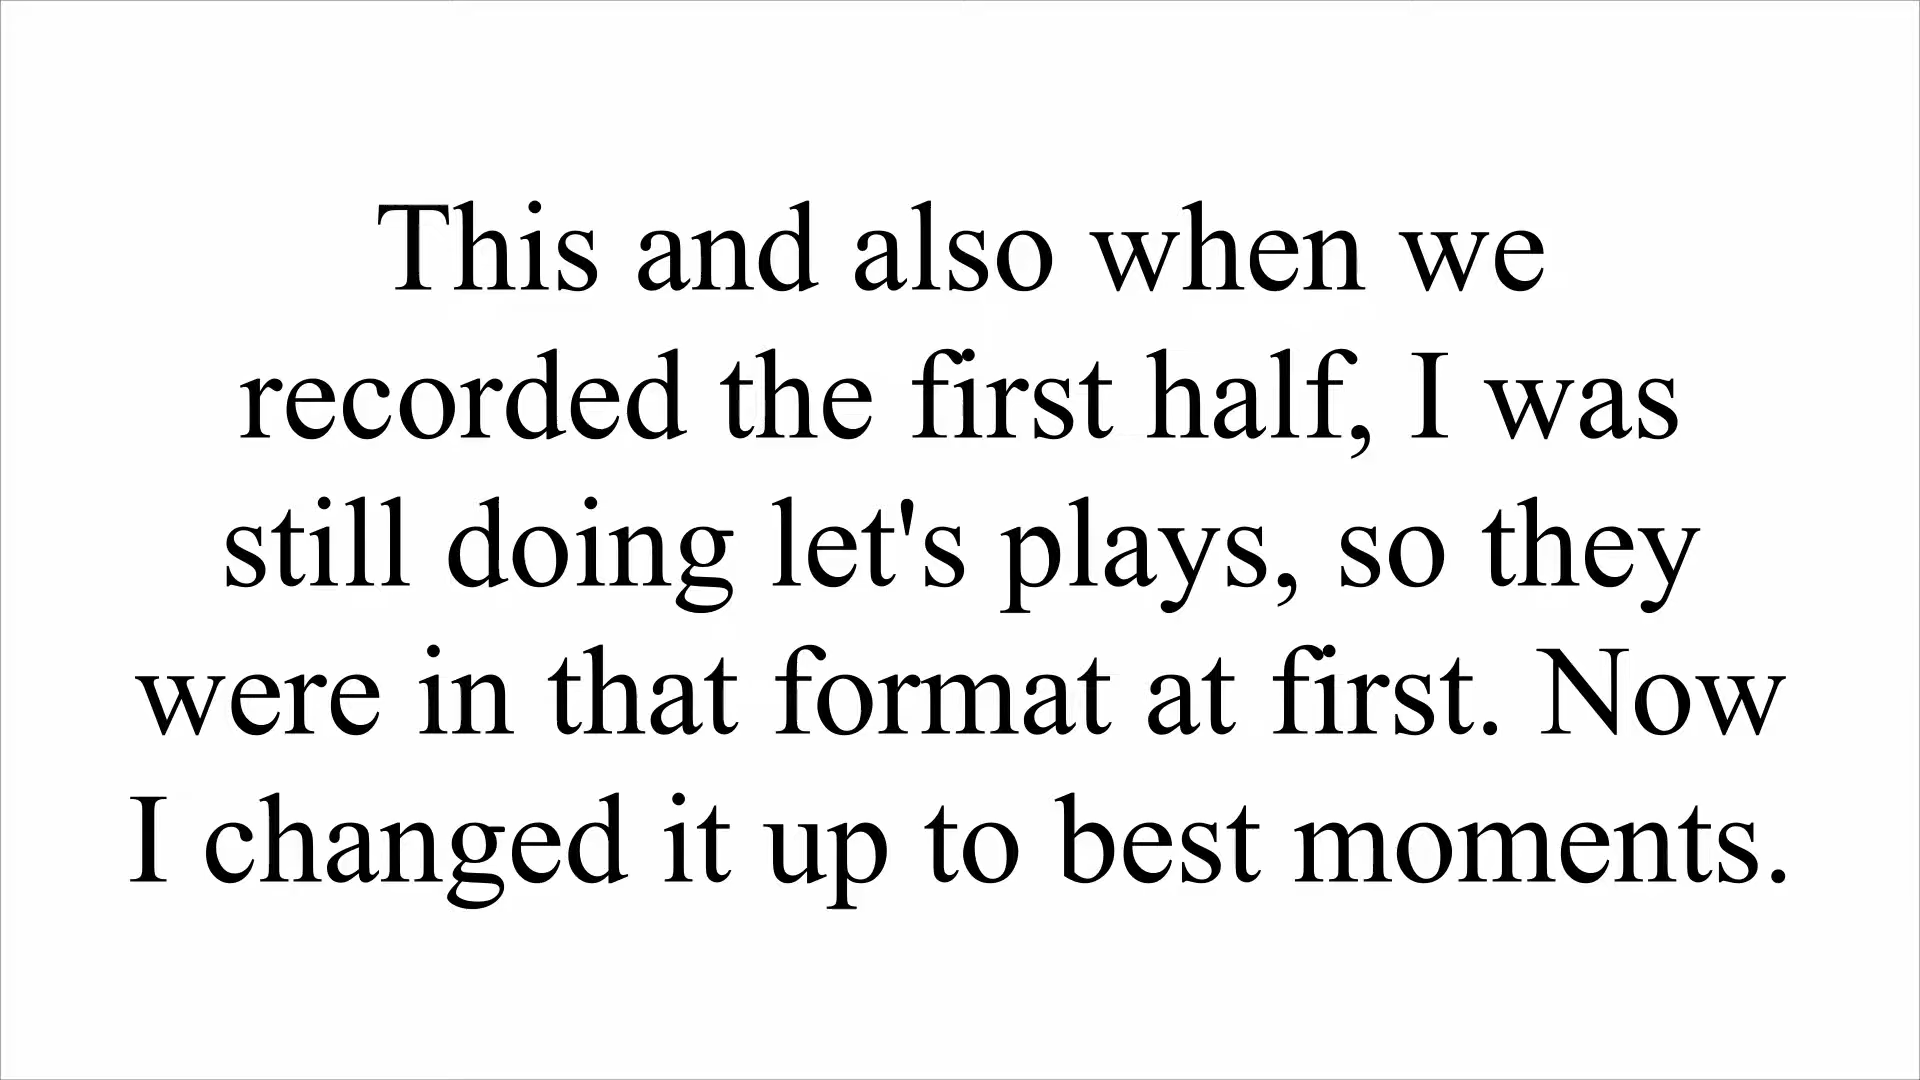 This and also when we
recorded the first half, I was
still doing let's plays, so they
were in that format at first. Now
I changed it up to best moments.